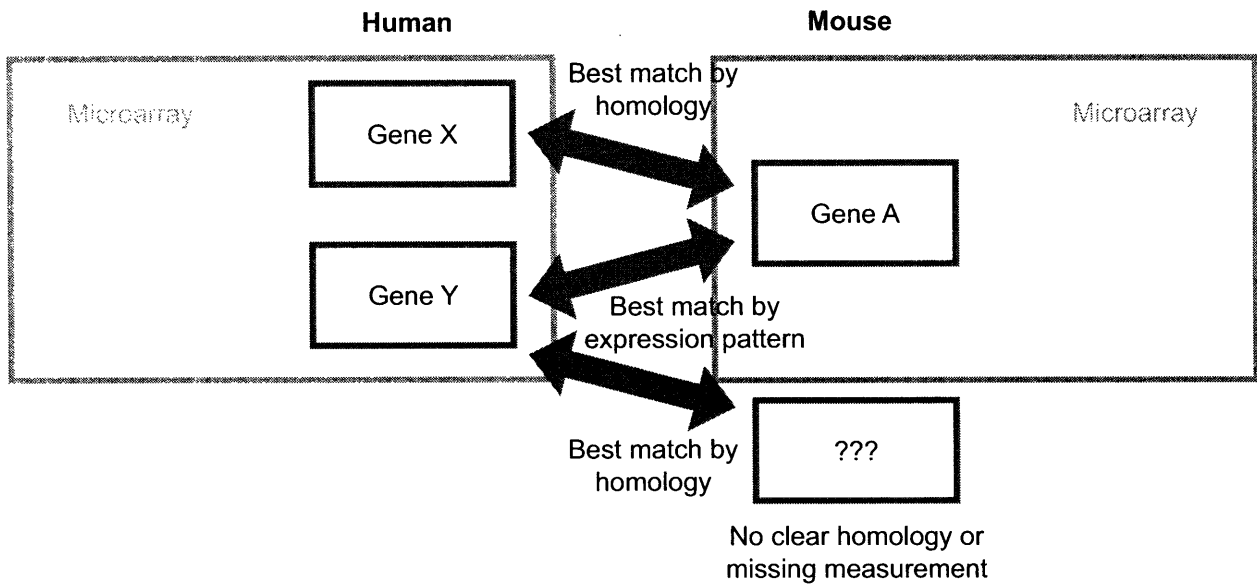 Human
Mouse
Microarray
Microarray
Best match by
homology
Gene X
Gene A
Gene Y
Best match by
expression pattern
Best match by
homology
???
No clear homology or
missing measurement